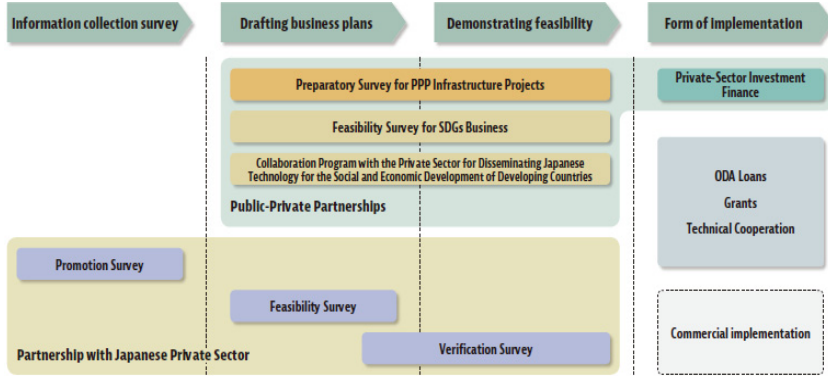 Information collection survey
Drafting business plans
Demonstrating feasibility
Form of implementation
Preparatory Survey for PPP Infrastructure Projects
Private-Sector Investment
Finance
Feasibility Survey for SDGs Business
Collaboration Program with the Private Sector for Disseminating Japanese
Technology for the Social and Economic Development of Developing Countries
Public-Private Partnerships
ODA Loans
Grants
Technical Cooperation
Promotion Survey
Feasibility Survey
Verification Survey
Partnership with Japanese Private Sector
Commercial implementation